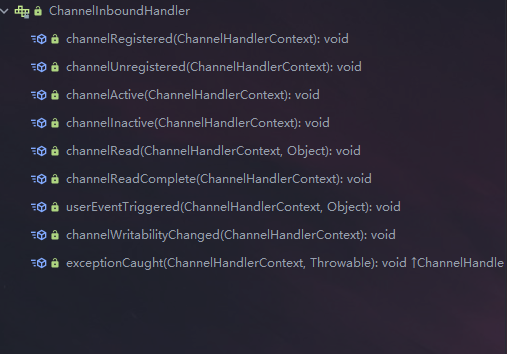 ChannelInboundHandler
channelRegistered(ChannelHandlerContext): void
channelUnregistered(ChannelHandlerContext): void
channelActive(ChannelHandlerContext): void
channelInactive(ChannelHandlerContext): void
channelRead(ChannelHandlerContext, Object): void
channelReadComplete(ChannelHandlerContext): void
userEventTriggered(ChannelHandlerContext, Object): void
channelWritabilityChanged(ChannelHandlerContext): void
exceptionCaught(ChannelHandlerContext, Throwable): void ↑ChannelHandle